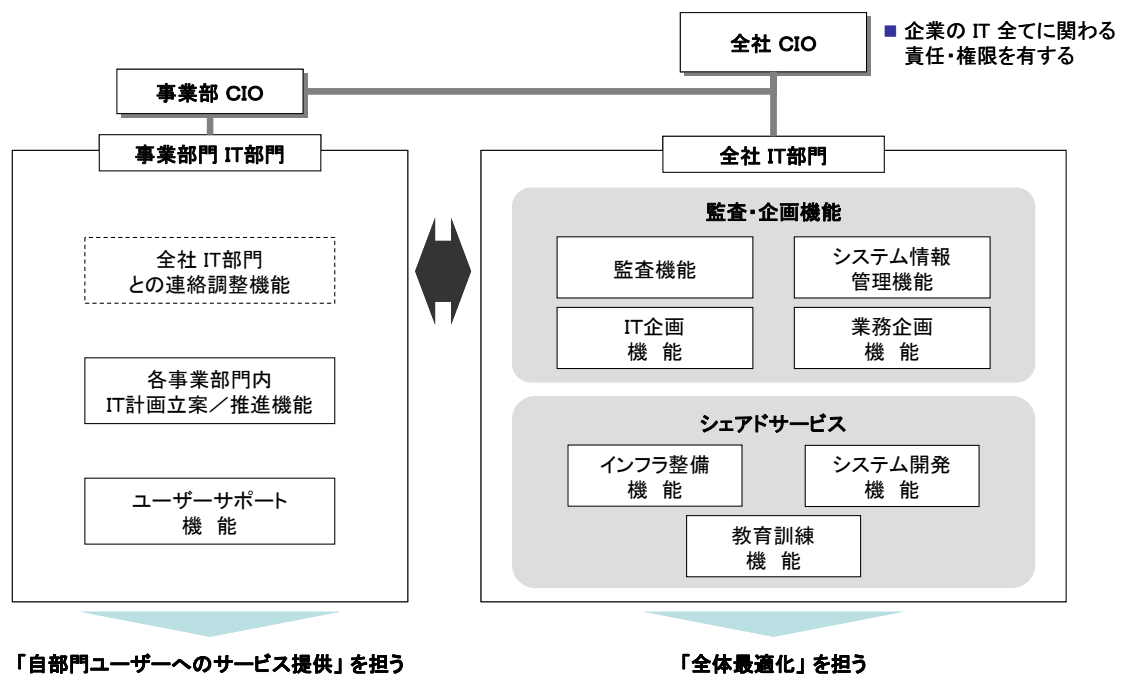 全社 CIO
■ 企業の IT 全てに関わる
責任・権限を有する
事業部 CIO
事業部門 IT部門
全社 IT部門
全社 IT部門
との連絡調整機能
各事業部門内
IT計画立案／推進機能
ユーザーサポート
機 能
監査・企画機能
監査機能
システム情報
管理機能
IT企画
機 能
業務企画
機 能
シェアドサービス
インフラ整備
機 能
システム開発
機 能
教育訓練
機 能
「自部門ユーザーへのサービス提供」を担う
「全体最適化」を担う